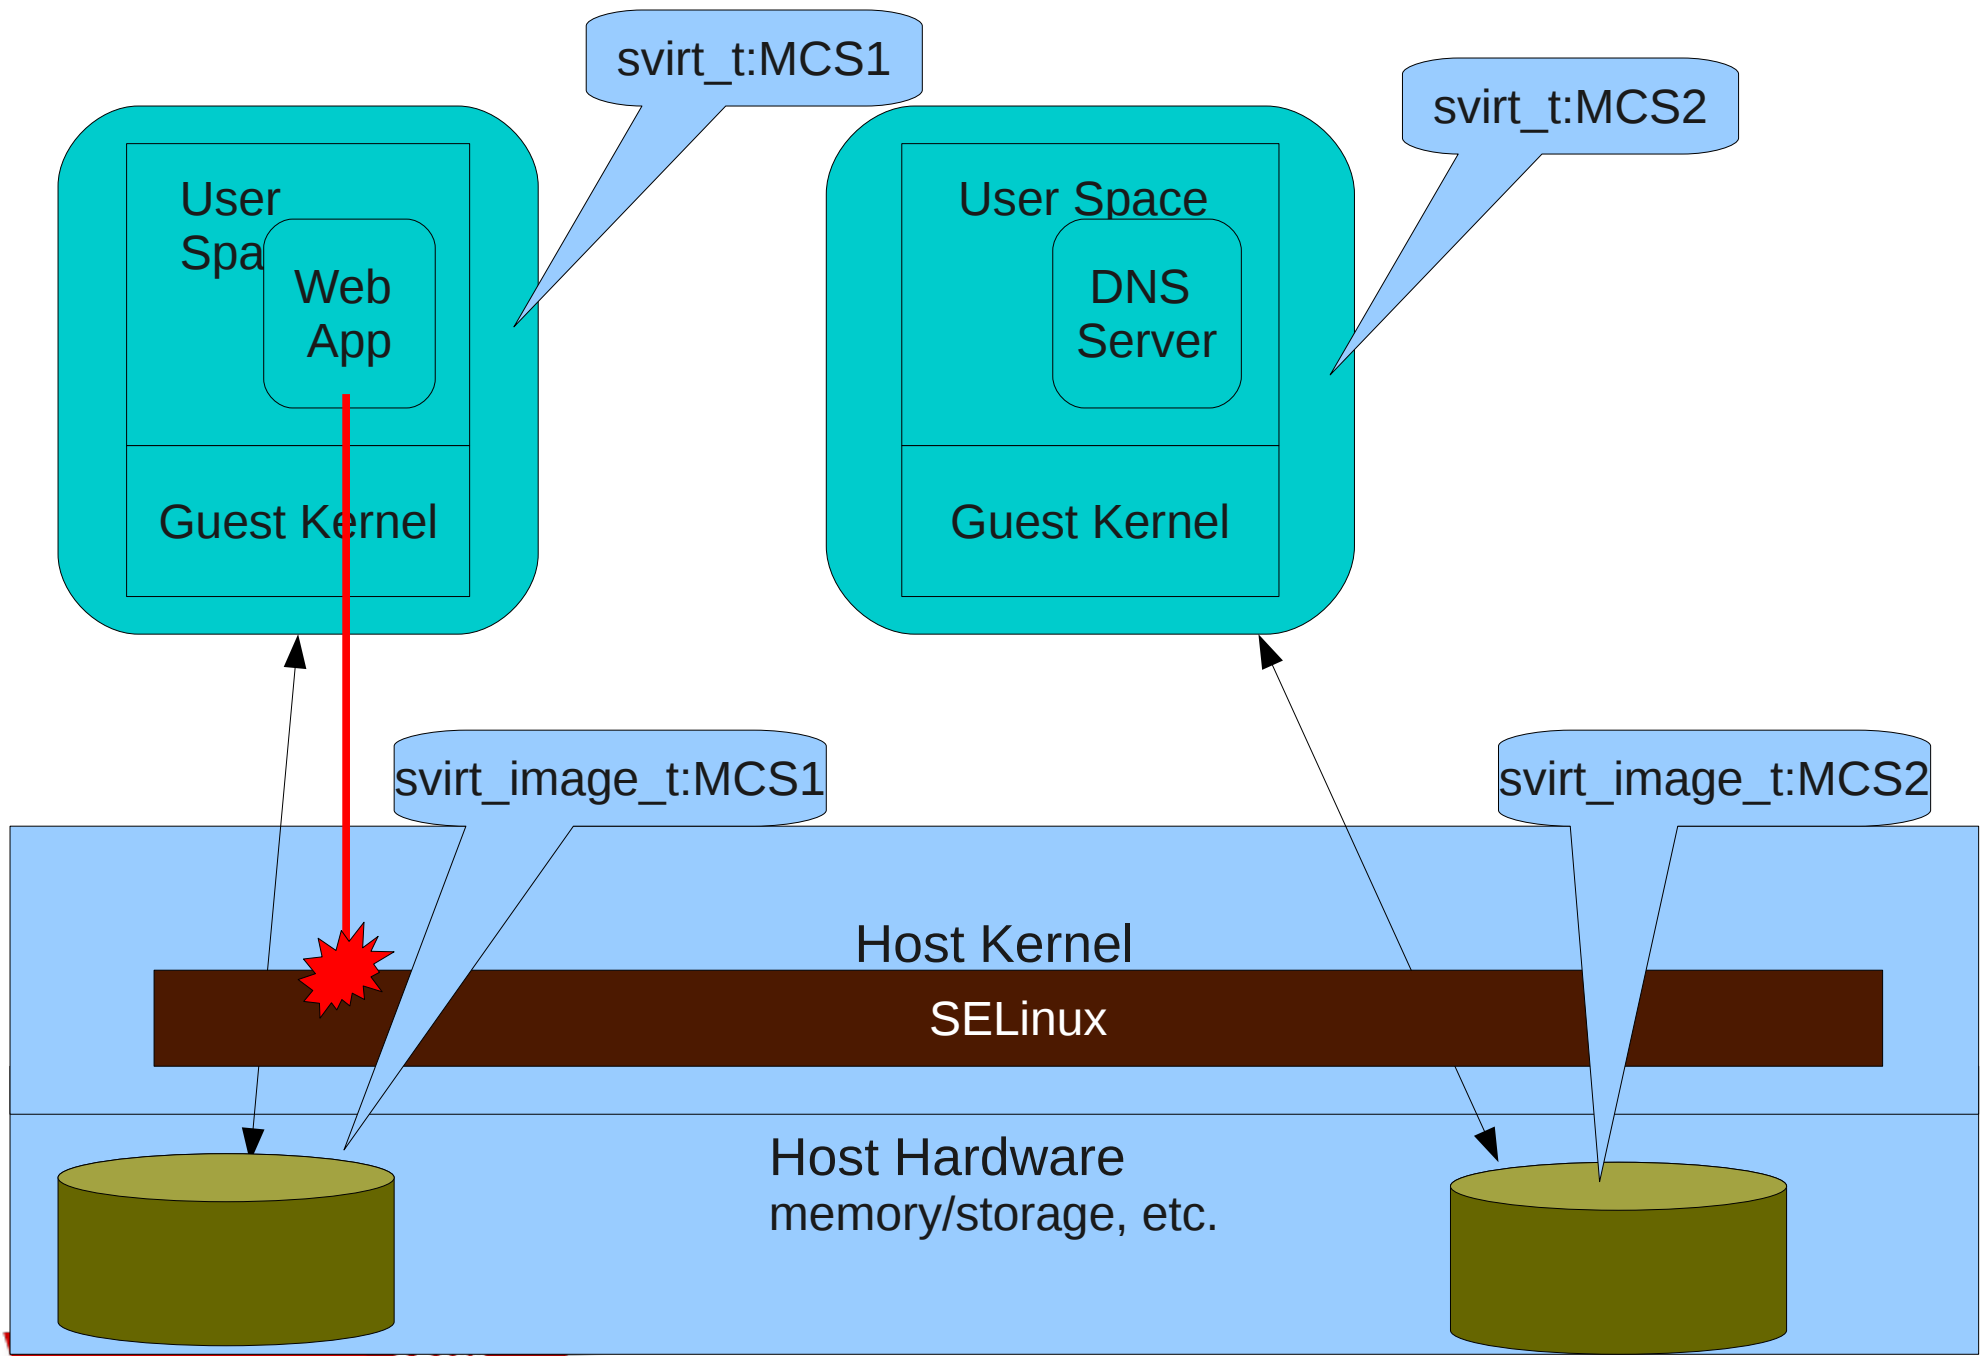 svirt_t:MCS1
svirt_t:MCS2
User
Spa
Web
App
Guest Kernel
User Space
DNS
Server
Guest Kernel
svirt_image_t:MCS1
svirt_image_t:MCS2
Host Kernel
SELinux
Host Hardware
memory/storage, etc.